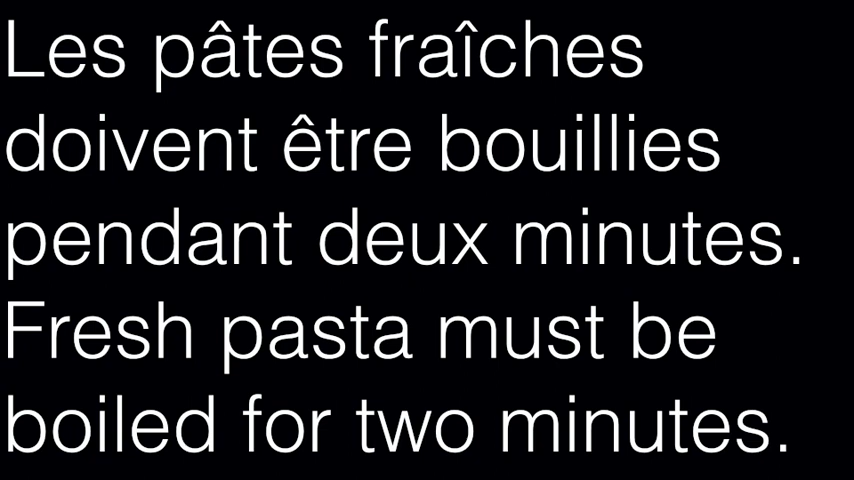 Les pâtes fraîches
doivent être bouillies
pendant deux minutes.
Fresh pasta must be
boiled for two minutes.